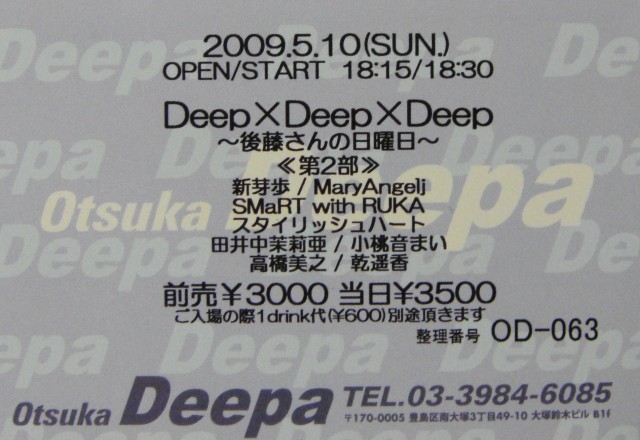 2009.5.10(SUN.)
OPEN/START 18:15/18:30
Deep×Deep×Deep
～後藤さんの日曜日～
≪第2部≫
新芽歩 / MaryAngelj
SMaRT with RUKA
スタイリッシュハート
田井中茉莉亜 / 小桃音まい
高橋美之 / 乾遥香
前売¥3000 当日¥3500
ご入場の際1drink代(¥600)別途頂きます
整理番号 OD-063
Otsuka Deepa
Otsuka Deepa TEL.03-3984-6085
〒170-0005 豊島区南大塚3丁目49-10 大塚鈴木ビル B1f